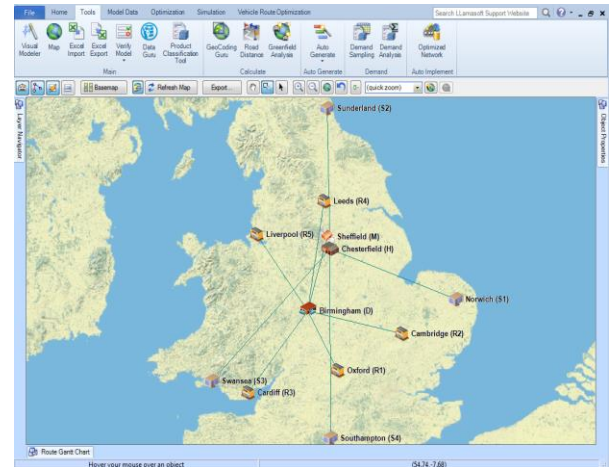 File Home Tools Model Data Optimization Simulation Vehicle Route Optimization Search LLamasoft Support Website
Visual Modeler Map Excel Import Excel Export Verify Model Data Guru Product Classification Tool GeoCoding Guru Road Distance Greenfield Analysis Auto Generate Demand Sampling Demand Analysis Optimized Network
Main Calculate Auto Generate Demand Auto Implement
Basemap Refresh Map Export... (quick zoom)
Layer Navigator
Object Properties
Sunderland (S2)
Leeds (R4)
Liverpool (R5)
Sheffield (M)
Chesterfield (H)
Norwich (S1)
Birmingham (D)
Cambridge (R2)
Oxford (R1)
Swansea (S3)
Cardiff (R3)
Southampton (S4)
Route Gantt Chart
Hover your mouse over an object (54.74, -7.68)